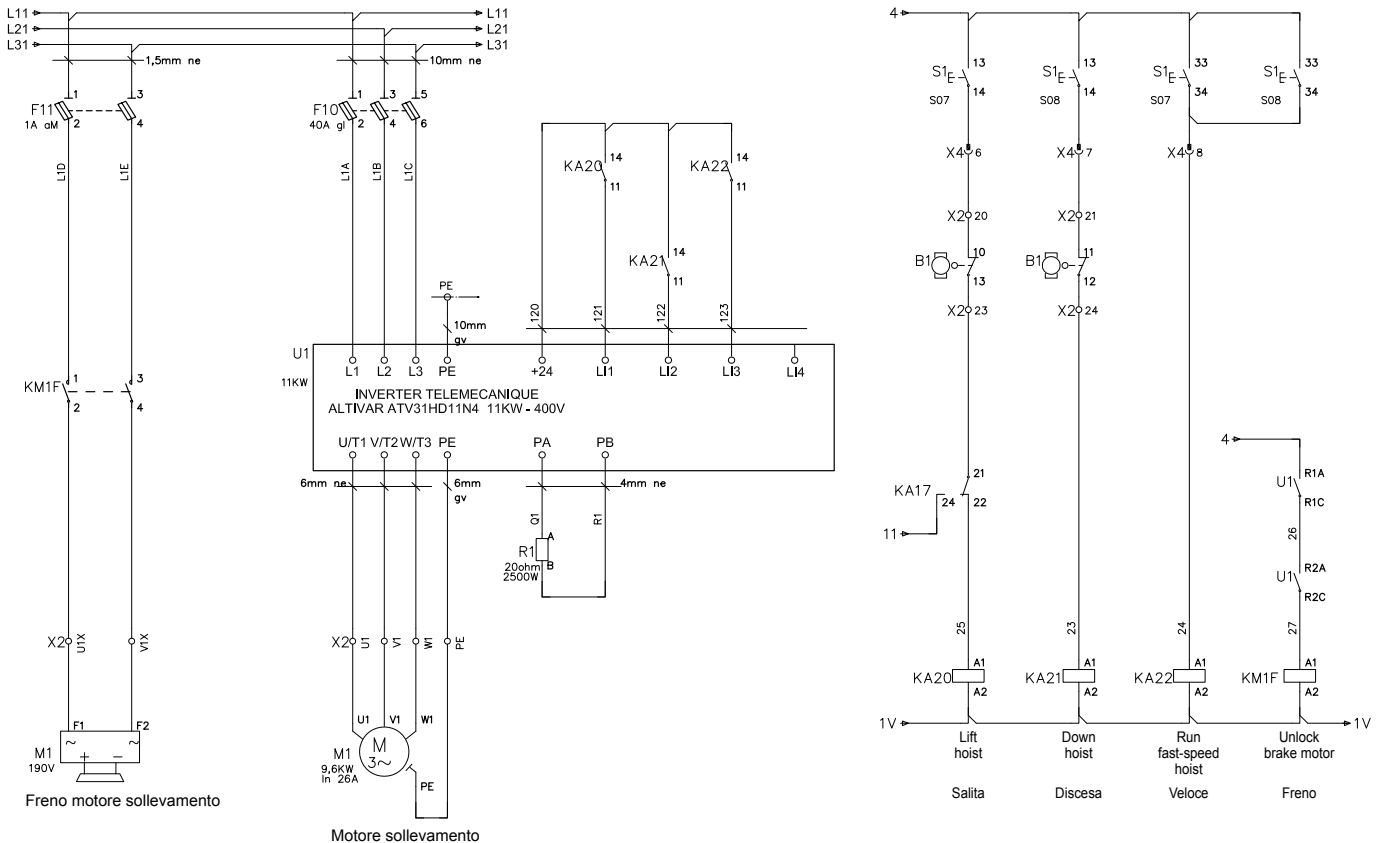 L11 L11 4
L21 L21
L31 L31
1,5mm ne 10mm ne
13 13 33 33
S1 E S1 E S1 E S1 E
14 14 34 34
S07 S08 S07 S08
1 3 1 3 5
F11 F10
1A aM 40A gl
2 4 2 4 6
L1D L1E L1A L1B L1C
14 14
KA20 KA22
11 11
X4 6 X4 7 X4 8
X2 20 X2 21
14
KA21
11
10 11
B1 B1
13 12
PE
X2 23 X2 24
10mm
gv
120 121 122 123
U1
11KW
L1 L2 L3 PE +24 LI1 LI2 LI3 LI4
INVERTER TELEMECANIQUE
ALTIVAR ATV31HD11N4 11KW - 400V
1 3
KM1F
2 4
U/T1 V/T2 W/T3 PE PA PB
4
6mm ne 6mm
gv
4mm ne
21
KA17
24 22
R1A
U1
R1C
11
26
Q1 R1
A
R1
B
20ohm
2500W
R2A
U1
R2C
25 23 24 27
X2 U1X V1X
X2 U1 V1 W1 PE
A1 A1 A1 A1
KA20 KA21 KA22 KM1F
A2 A2 A2 A2
1V 1V
F1 F2
~ ~
+ −
M1
190V
U1 V1 W1
M
3~
M1
9,6KW
In 26A
PE
Lift
hoist
Down
hoist
Run
fast-speed
hoist
Unlock
brake motor
Salita Discesa Veloce Freno
Freno motore sollevamento
Motore sollevamento